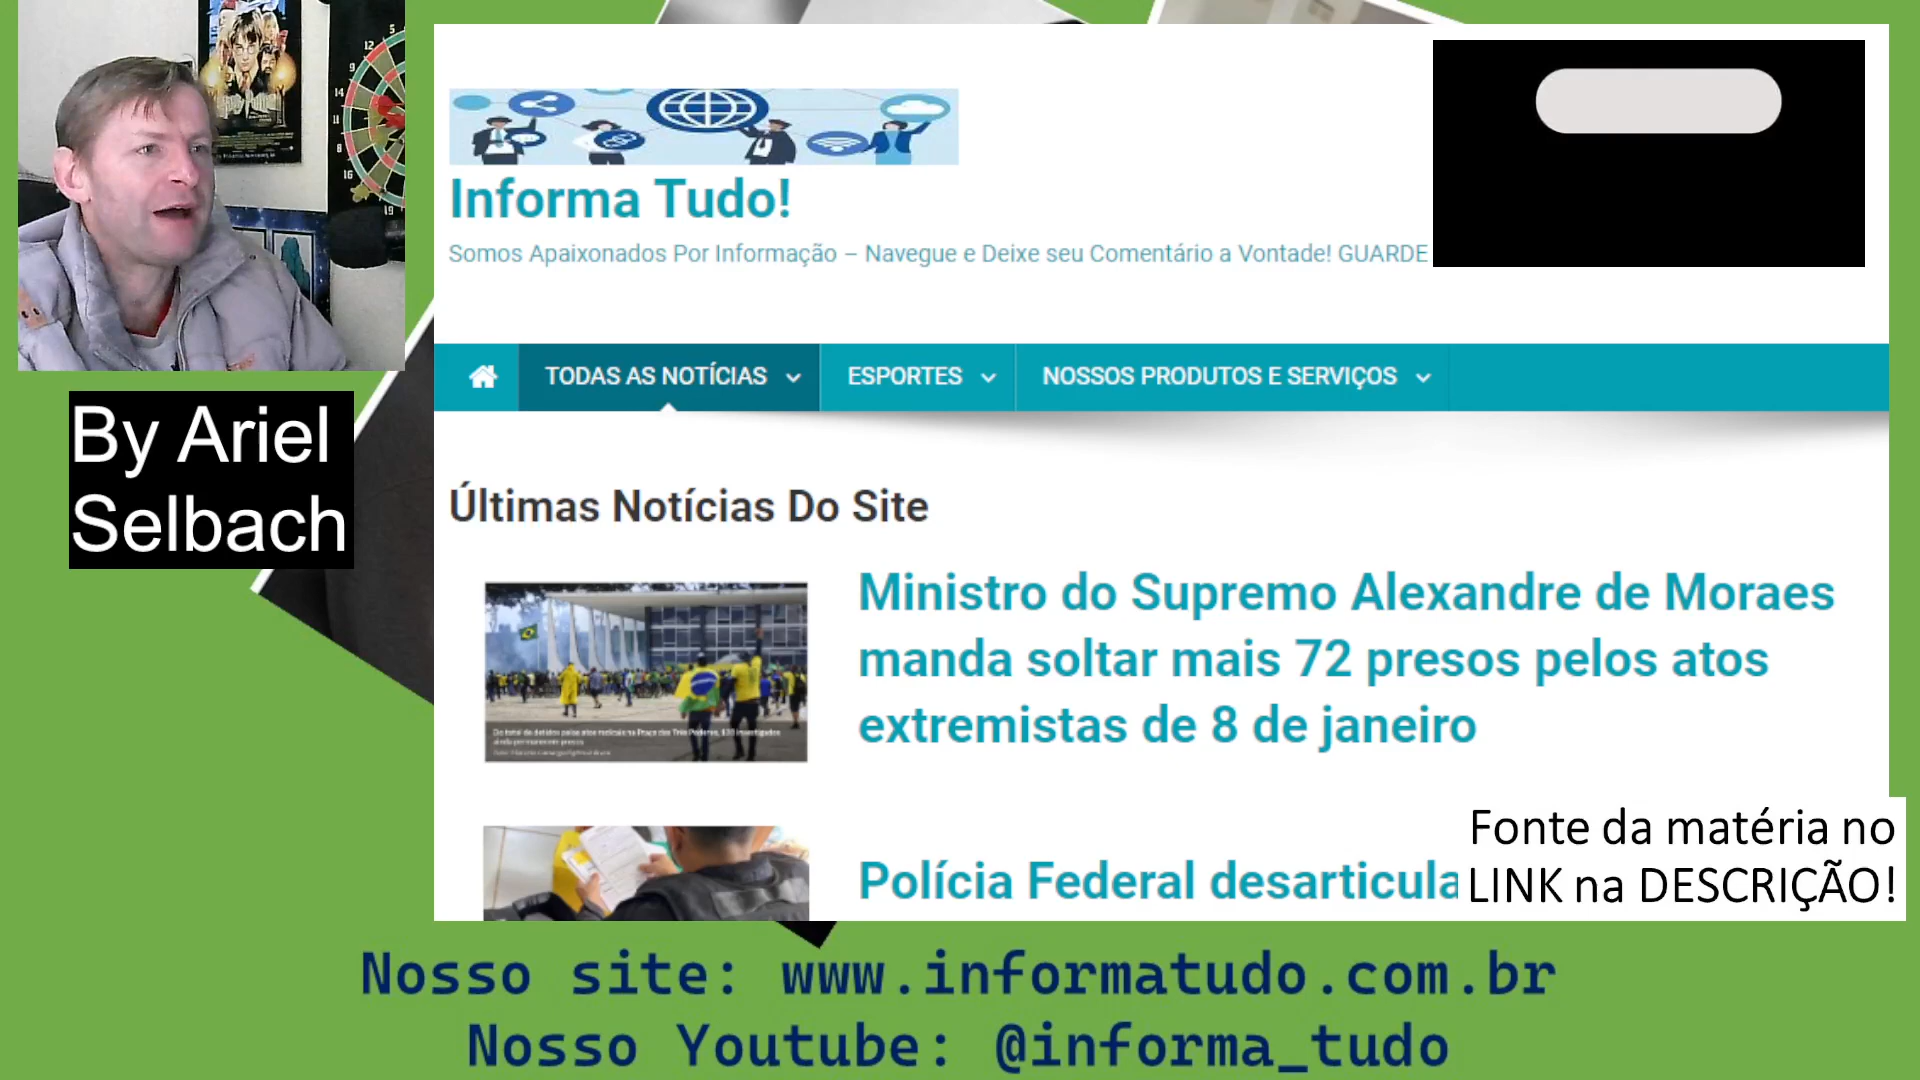 By Ariel
Selbach
Informa Tudo!
Somos Apaixonados Por Informação – Navegue e Deixe seu Comentário a Vontade! GUARDE
TODAS AS NOTÍCIAS
ESPORTES
NOSSOS PRODUTOS E SERVIÇOS
Últimas Notícias Do Site
Ministro do Supremo Alexandre de Moraes
manda soltar mais 72 presos pelos atos
extremistas de 8 de janeiro
Polícia Federal desarticula
Fonte da matéria no
LINK na DESCRIÇÃO!
Nosso site: www.informatudo.com.br
Nosso Youtube: @informa_tudo